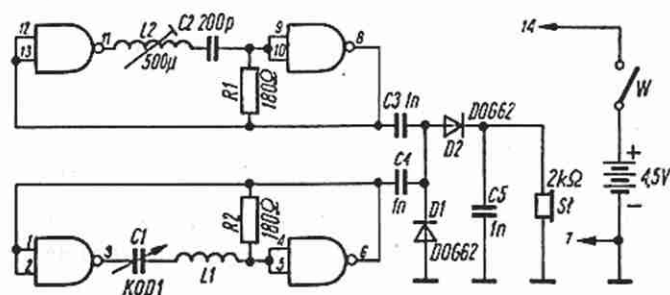 12
13
11
L2
500μ
C2 200p
R1
180Ω
9
10
8
C3 1n
D2
DOG62
14
W
+
4,5V
-
7
C4
1n
D1
DOG62
C5
1n
2kΩ
Sł
1
2
3
C1
KOD1
L1
R2
180Ω
4
5
6